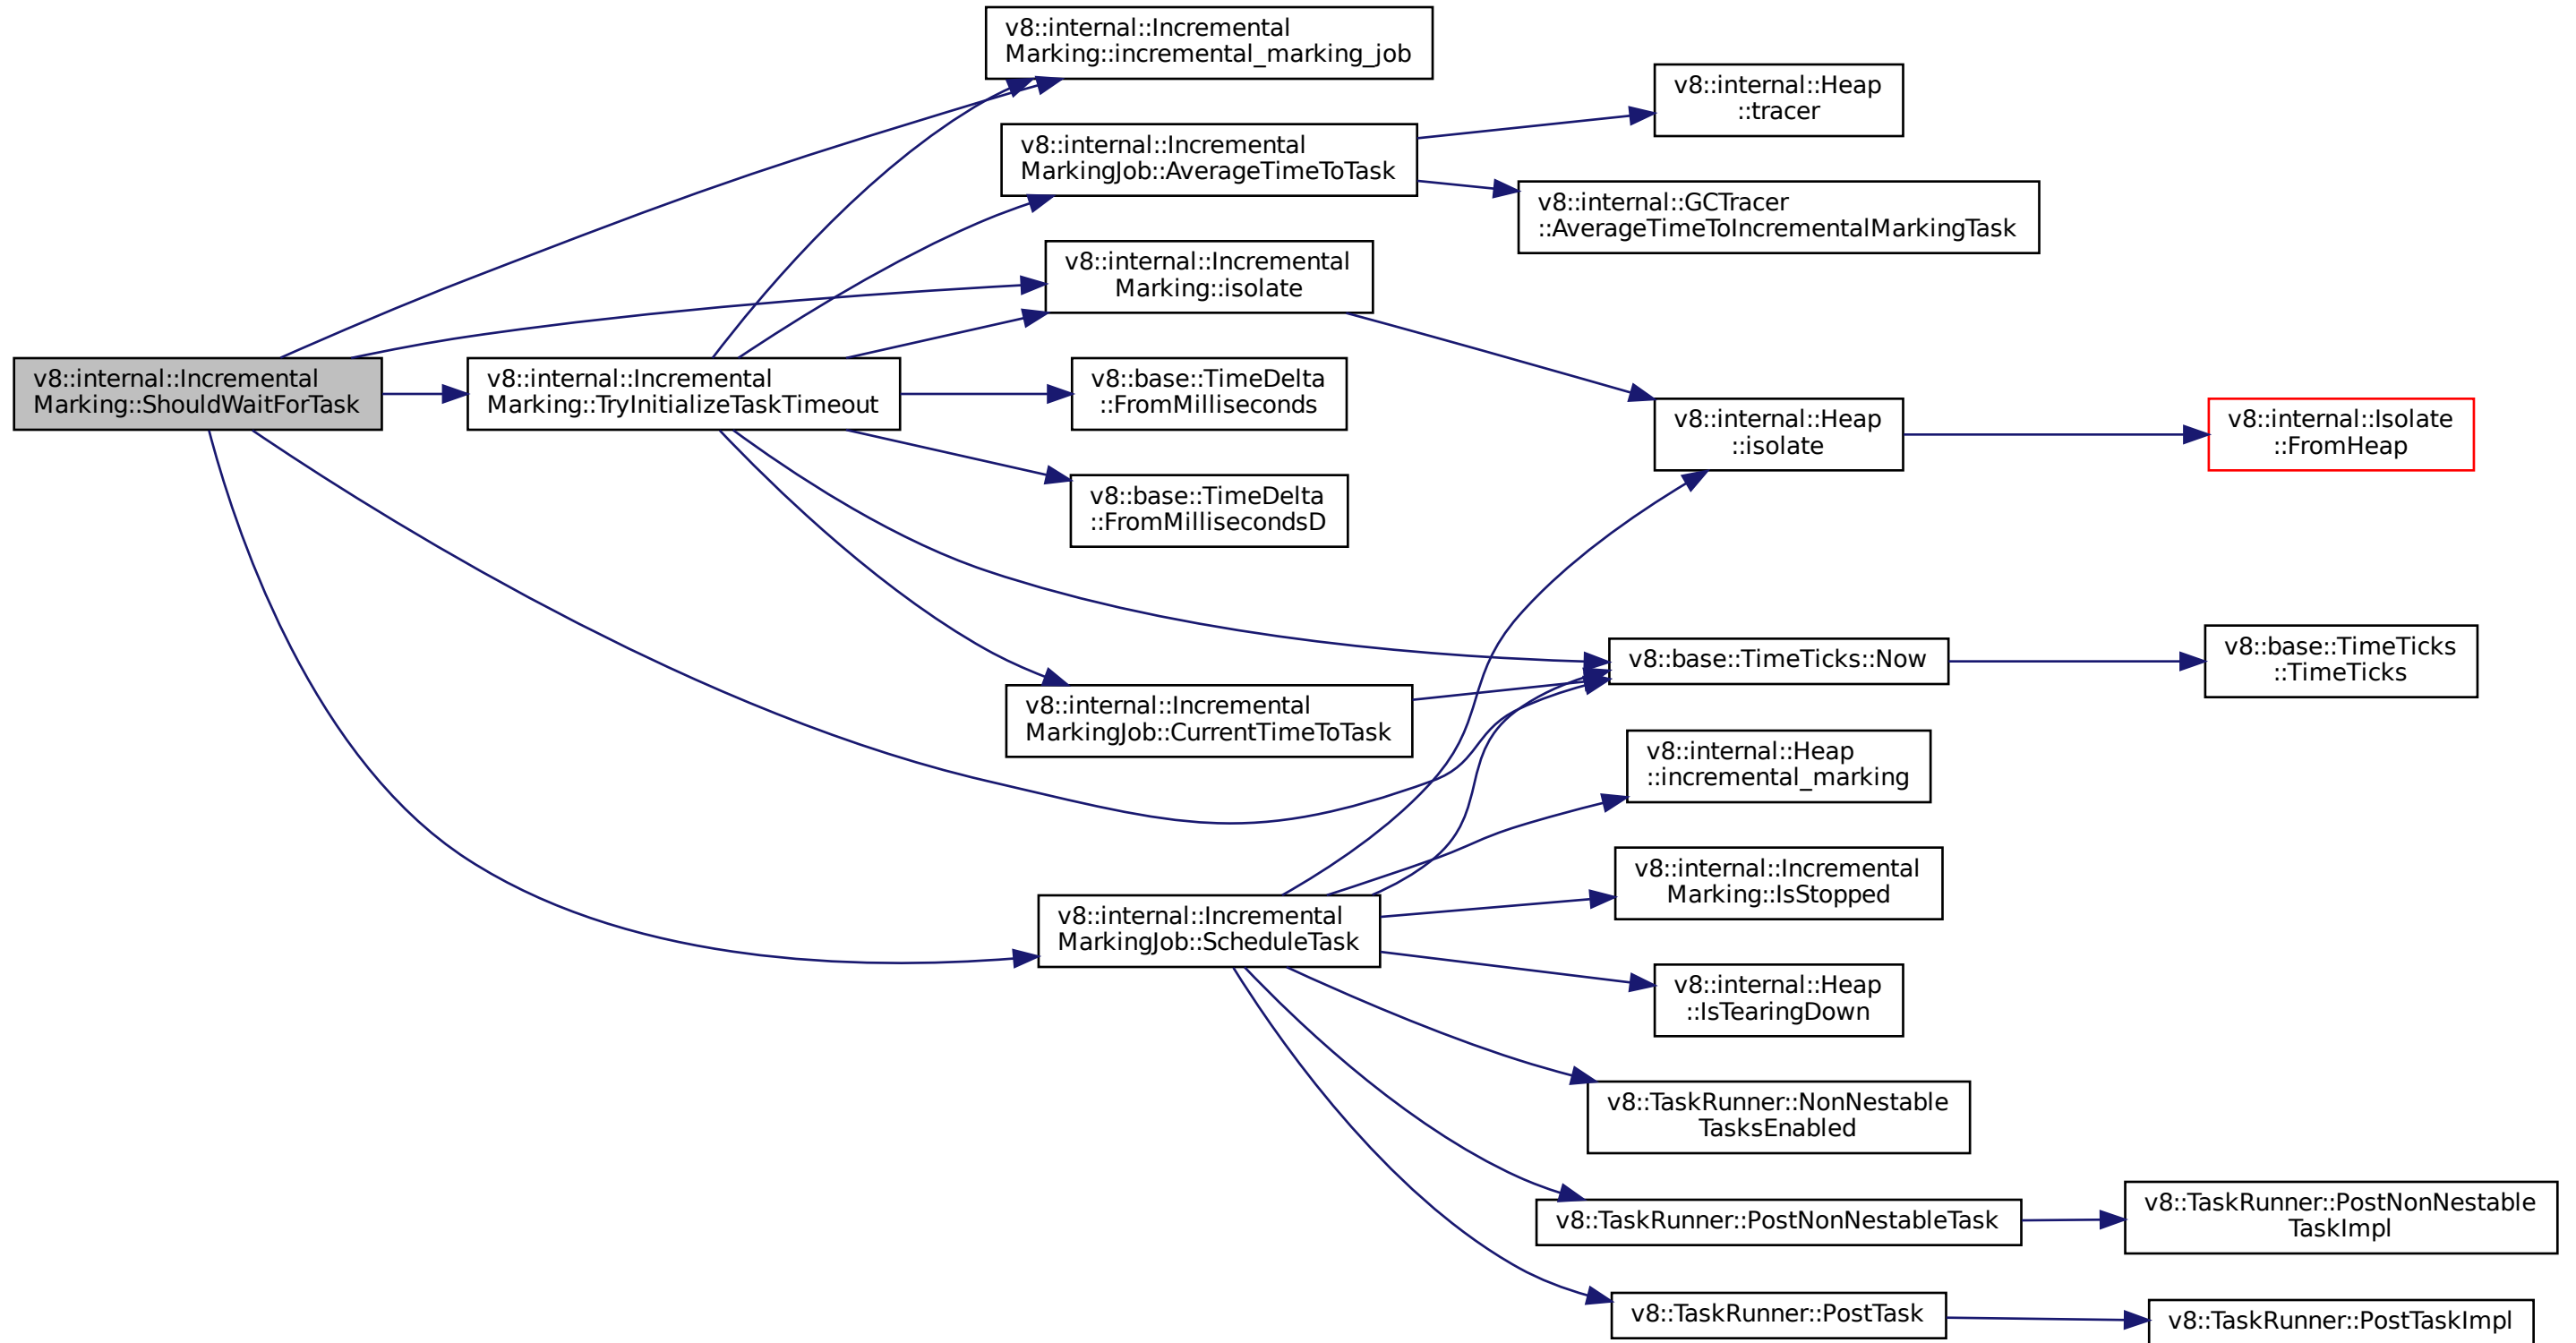 v8::internal::Incremental
Marking::ShouldWaitForTask
v8::internal::Incremental
Marking::TryInitializeTaskTimeout
v8::internal::Incremental
Marking::incremental_marking_job
v8::internal::Incremental
MarkingJob::AverageTimeToTask
v8::internal::Incremental
Marking::isolate
v8::base::TimeDelta
::FromMilliseconds
v8::base::TimeDelta
::FromMillisecondsD
v8::internal::Incremental
MarkingJob::CurrentTimeToTask
v8::internal::Incremental
MarkingJob::ScheduleTask
v8::internal::Heap
::tracer
v8::internal::GCTracer
::AverageTimeToIncrementalMarkingTask
v8::internal::Heap
::isolate
v8::base::TimeTicks::Now
v8::internal::Heap
::incremental_marking
v8::internal::Incremental
Marking::IsStopped
v8::internal::Heap
::IsTearingDown
v8::TaskRunner::NonNestable
TasksEnabled
v8::TaskRunner::PostNonNestableTask
v8::TaskRunner::PostTask
v8::internal::Isolate
::FromHeap
v8::base::TimeTicks
::TimeTicks
v8::TaskRunner::PostNonNestable
TaskImpl
v8::TaskRunner::PostTaskImpl